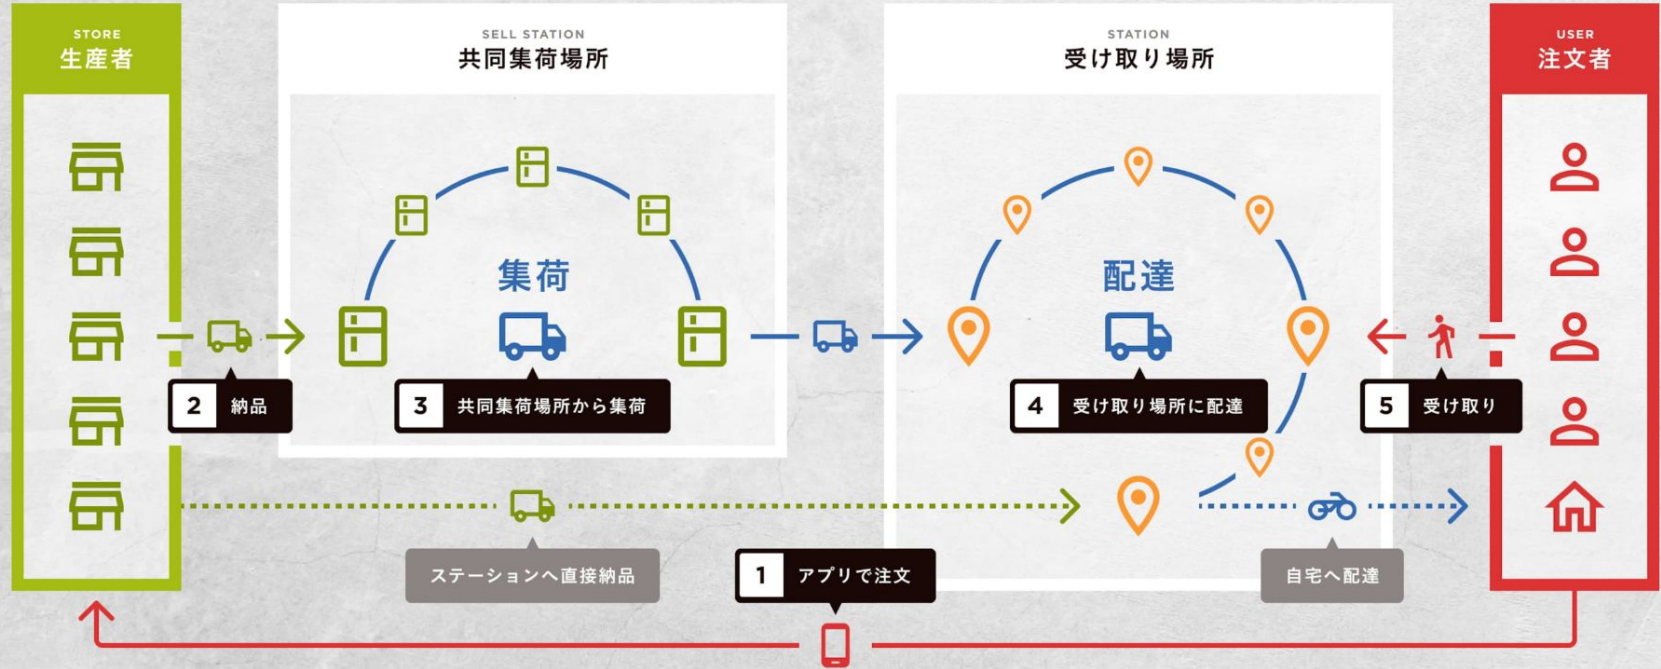 STORE
生産者
SELL STATION
共同集荷場所
STATION
受け取り場所
USER
注文者
集荷
配達
2 納品
3 共同集荷場所から集荷
4 受け取り場所に配達
5 受け取り
ステーションへ直接納品
1 アプリで注文
自宅へ配達